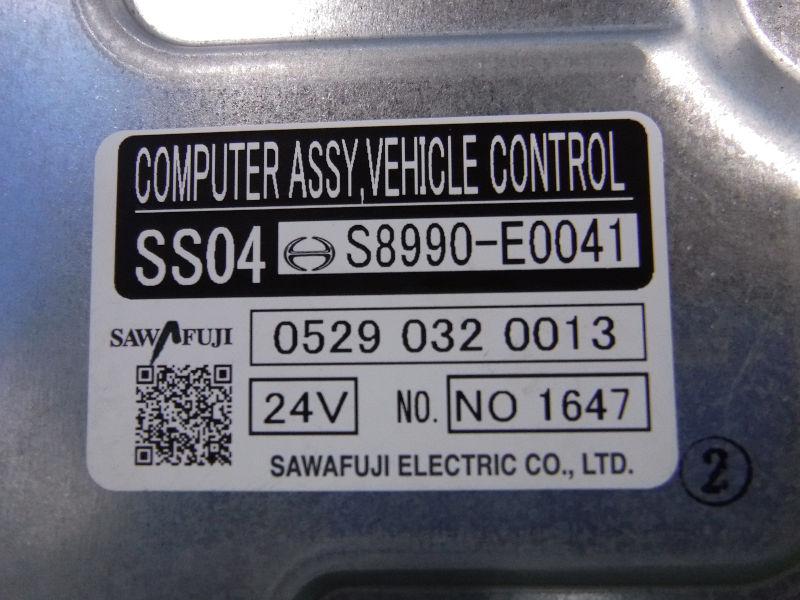 COMPUTER ASSY,VEHICLE CONTROL
SS04 S8990-E0041
SAWAFUJI 0529 032 0013
24V NO. NO 1647
SAWAFUJI ELECTRIC CO., LTD.
2